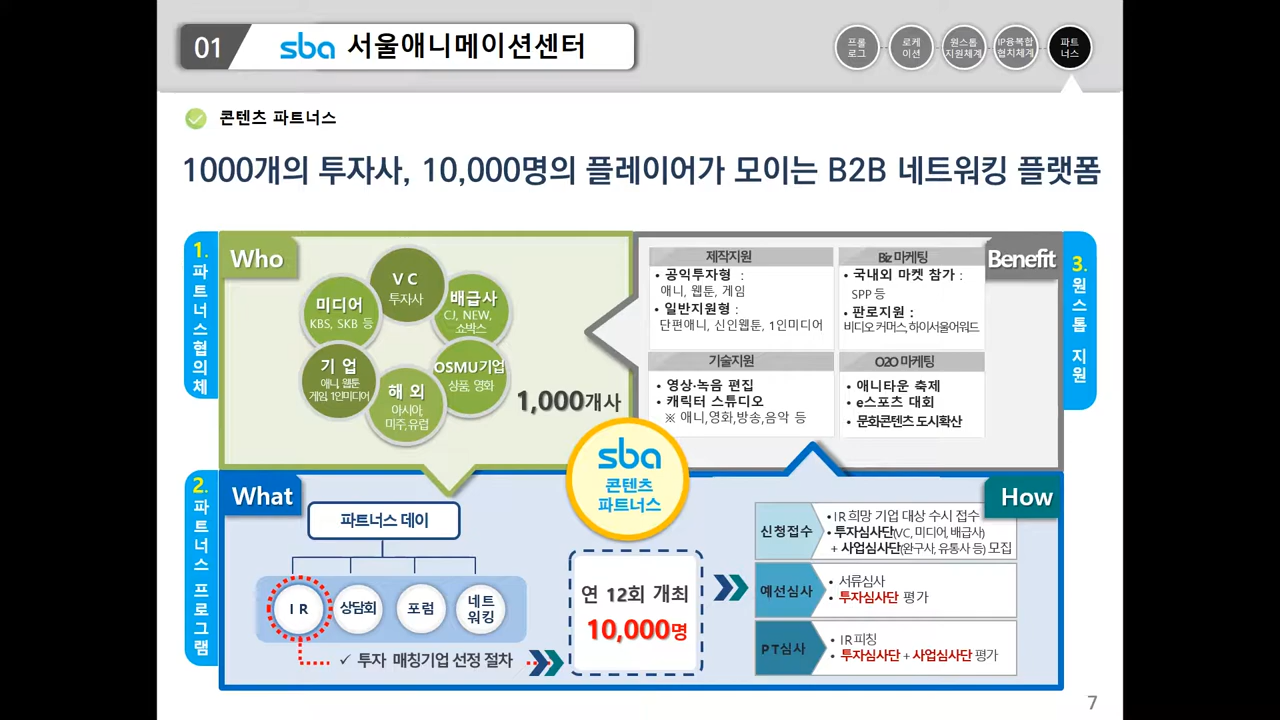 01
sba 서울애니메이션센터
프롤
로그
로케
이션
원스톱
지원체계
IP융복합
협치체계
파트
너스
콘텐츠 파트너스
1000개의 투자사, 10,000명의 플레이어가 모이는 B2B 네트워킹 플랫폼
1. 파트너스협의체
Who
VC
투자사
미디어
KBS, SKB 등
배급사
CJ, NEW,
쇼박스
기 업
애니, 웹툰
게임, 1인미디어
OSMU기업
상품, 영화
해 외
아시아,
미주,유럽
1,000개사
Benefit
제작지원
• 공익투자형 :
애니, 웹툰, 게임
• 일반지원형 :
단편애니, 신인웹툰, 1인미디어
Biz 마케팅
• 국내외 마켓 참가 :
SPP 등
• 판로지원 :
비디오 커머스, 하이서울어워드
기술지원
• 영상·녹음 편집
• 캐릭터 스튜디오
※ 애니,영화,방송,음악 등
O2O 마케팅
• 애니타운 축제
• e스포츠 대회
• 문화콘텐츠 도시확산
3. 원스톱 지원
sba
콘텐츠
파트너스
2. 파트너스 프로그램
What
파트너스 데이
IR
상담회
포럼
네트
워킹
✓ 투자 매칭기업 선정 절차
연 12회 개최
10,000명
How
신청접수
• IR 희망 기업 대상 수시 접수
• 투자심사단(VC, 미디어, 배급사)
+ 사업심사단(완구사, 유통사 등) 모집
예선심사
• 서류심사
• 투자심사단 평가
PT심사
• IR 피칭
• 투자심사단 + 사업심사단 평가
7